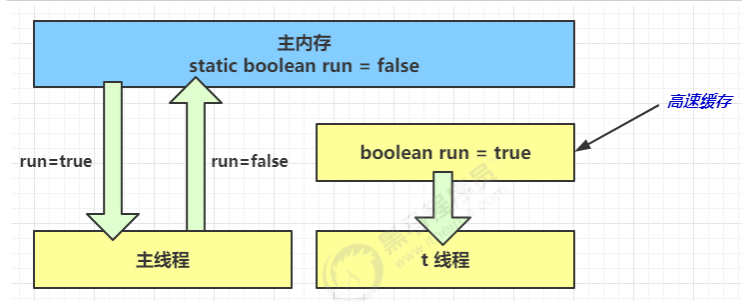 主内存
static boolean run = false
高速缓存
boolean run = true
run=true
run=false
主线程
t 线程